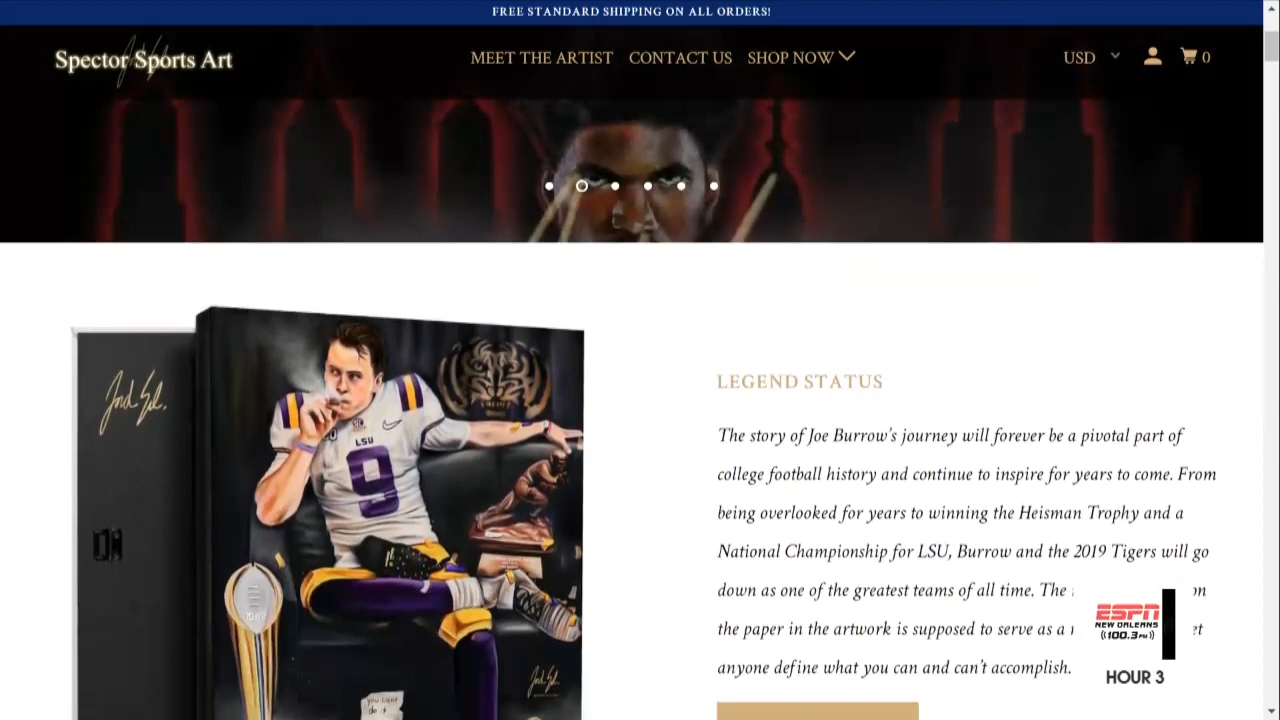 FREE STANDARD SHIPPING ON ALL ORDERS!
Spector Sports Art
MEET THE ARTIST CONTACT US SHOP NOW
USD
0
LSU
9
LEGEND STATUS
The story of Joe Burrow's journey will forever be a pivotal part of
college football history and continue to inspire for years to come. From
being overlooked for years to winning the Heisman Trophy and a
National Championship for LSU, Burrow and the 2019 Tigers will go
down as one of the greatest teams of all time. The
the paper in the artwork is supposed to serve as a
anyone define what you can and can't accomplish.
you can't
do it
ESPN
NEW ORLEANS
((100.3 FM))
HOUR 3